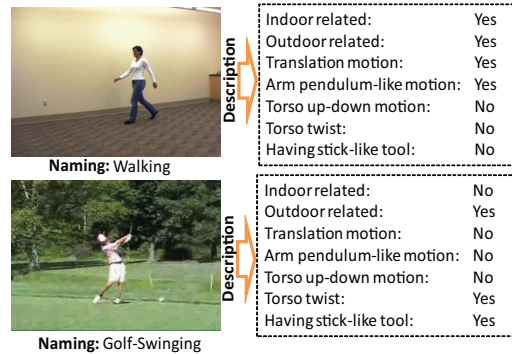 Description
Indoor related: Yes
Outdoor related: Yes
Translation motion: Yes
Arm pendulum-like motion: Yes
Torso up-down motion: No
Torso twist: No
Having stick-like tool: No
Naming: Walking
Description
Indoor related: No
Outdoor related: Yes
Translation motion: No
Arm pendulum-like motion: No
Torso up-down motion: No
Torso twist: Yes
Having stick-like tool: Yes
Naming: Golf-Swinging